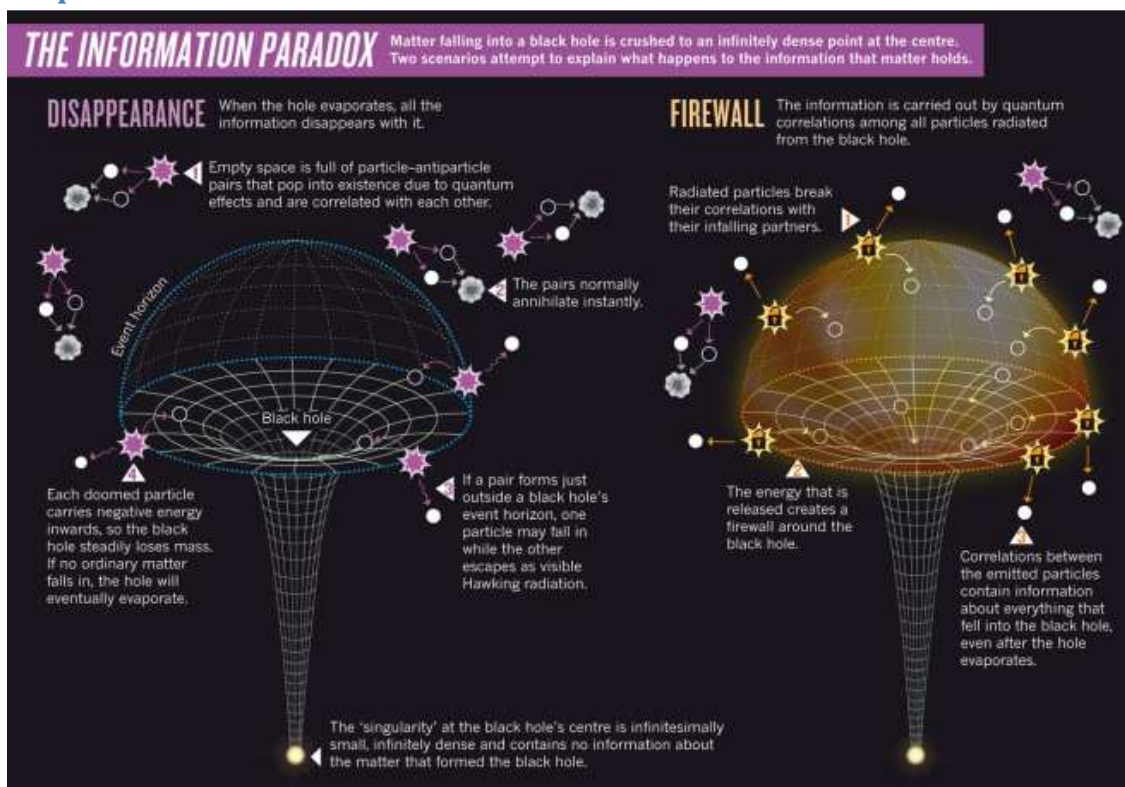 THE INFORMATION PARADOX
Matter falling into a black hole is crushed to an infinitely dense point at the centre.
Two scenarios attempt to explain what happens to the information that matter holds.
DISAPPEARANCE
When the hole evaporates, all the
information disappears with it.
1
Empty space is full of particle–antiparticle
pairs that pop into existence due to quantum
effects and are correlated with each other.
2
The pairs normally
annihilate instantly.
Event horizon
Black hole
3
If a pair forms just
outside a black hole's
event horizon, one
particle may fall in
while the other
escapes as visible
Hawking radiation.
4
Each doomed particle
carries negative energy
inwards, so the black
hole steadily loses mass.
If no ordinary matter
falls in, the hole will
eventually evaporate.
The 'singularity' at the black hole's centre is infinitesimally
small, infinitely dense and contains no information about
the matter that formed the black hole.
FIREWALL
The information is carried out by quantum
correlations among all particles radiated
from the black hole.
Radiated particles break
their correlations with
their infalling partners.
1
2
The energy that is
released creates a
firewall around the
black hole.
3
Correlations between
the emitted particles
contain information
about everything that
fell into the black hole,
even after the hole
evaporates.